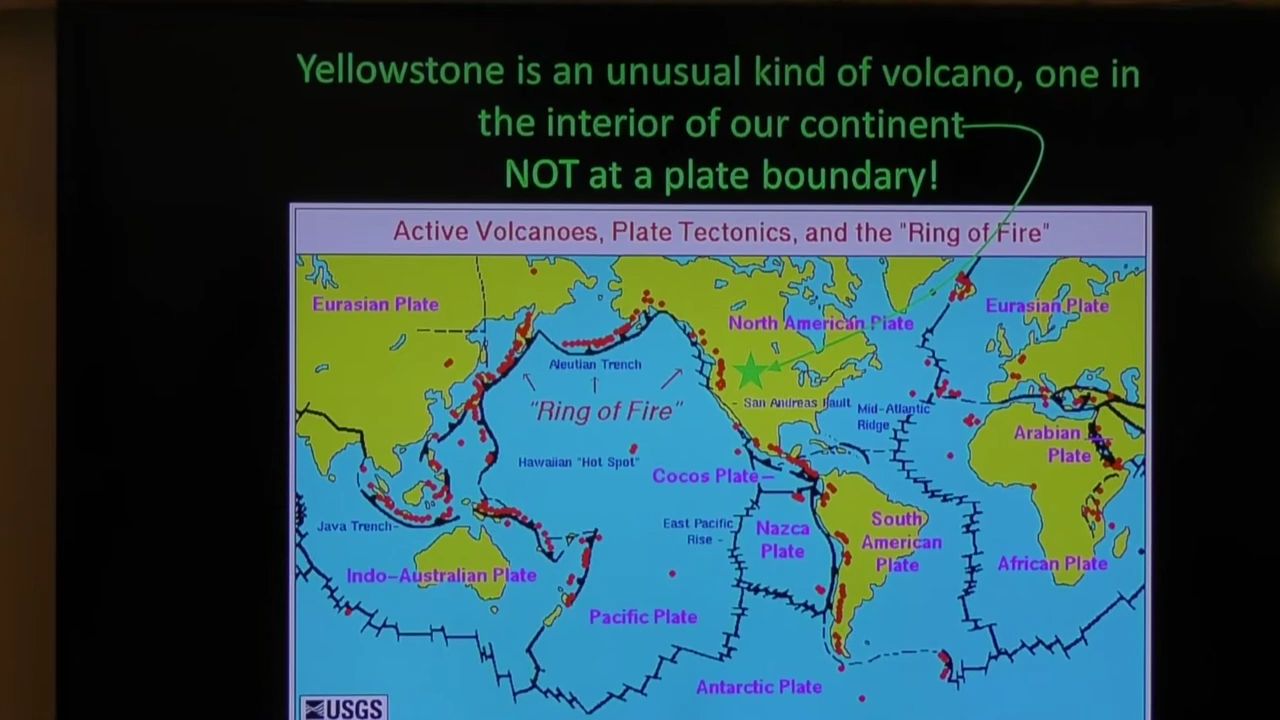 Yellowstone is an unusual kind of volcano, one in
the interior of our continent
NOT at a plate boundary!
Active Volcanoes, Plate Tectonics, and the "Ring of Fire"
Eurasian Plate
North American Plate
Eurasian Plate
Aleutian Trench
"Ring of Fire"
San Andreas Fault
Mid-Atlantic
Ridge
Arabian
Plate
Hawaiian "Hot Spot"
Cocos Plate
Java Trench
East Pacific
Rise
Nazca
Plate
South
American
Plate
Indo-Australian Plate
African Plate
Pacific Plate
Antarctic Plate
USGS